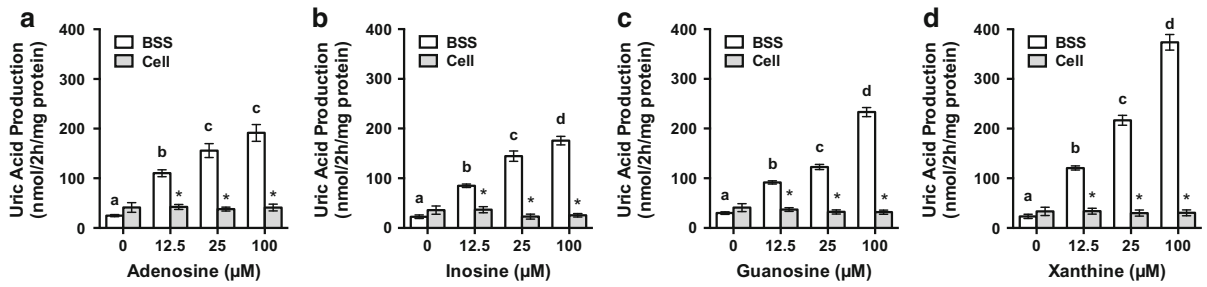 a
Uric Acid Production
(nmol/2h/mg protein)
400
300
200
100
0
BSS
Cell
a
b
*
c
*
c
*
0 12.5 25 100
Adenosine (µM)
b
Uric Acid Production
(nmol/2h/mg protein)
400
300
200
100
0
BSS
Cell
a
b
*
c
*
d
*
0 12.5 25 100
Inosine (µM)
c
Uric Acid Production
(nmol/2h/mg protein)
400
300
200
100
0
BSS
Cell
a
b
*
c
*
d
*
0 12.5 25 100
Guanosine (µM)
d
Uric Acid Production
(nmol/2h/mg protein)
400
300
200
100
0
BSS
Cell
a
b
*
c
*
d
*
0 12.5 25 100
Xanthine (µM)